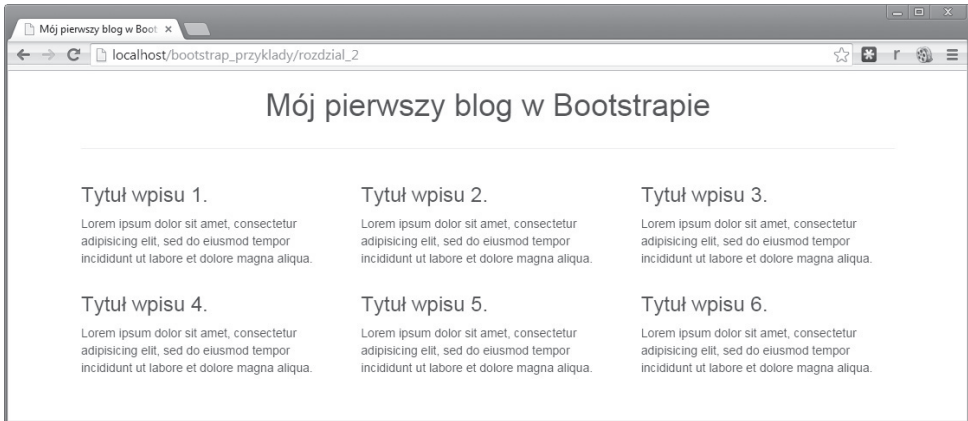 Mój pierwszy blog w Boot
localhost/bootstrap_przyklady/rozdzial_2
Mój pierwszy blog w Bootstrapie
Tytuł wpisu 1.
Lorem ipsum dolor sit amet, consectetur
adipisicing elit, sed do eiusmod tempor
incididunt ut labore et dolore magna aliqua.
Tytuł wpisu 2.
Lorem ipsum dolor sit amet, consectetur
adipisicing elit, sed do eiusmod tempor
incididunt ut labore et dolore magna aliqua.
Tytuł wpisu 3.
Lorem ipsum dolor sit amet, consectetur
adipisicing elit, sed do eiusmod tempor
incididunt ut labore et dolore magna aliqua.
Tytuł wpisu 4.
Lorem ipsum dolor sit amet, consectetur
adipisicing elit, sed do eiusmod tempor
incididunt ut labore et dolore magna aliqua.
Tytuł wpisu 5.
Lorem ipsum dolor sit amet, consectetur
adipisicing elit, sed do eiusmod tempor
incididunt ut labore et dolore magna aliqua.
Tytuł wpisu 6.
Lorem ipsum dolor sit amet, consectetur
adipisicing elit, sed do eiusmod tempor
incididunt ut labore et dolore magna aliqua.